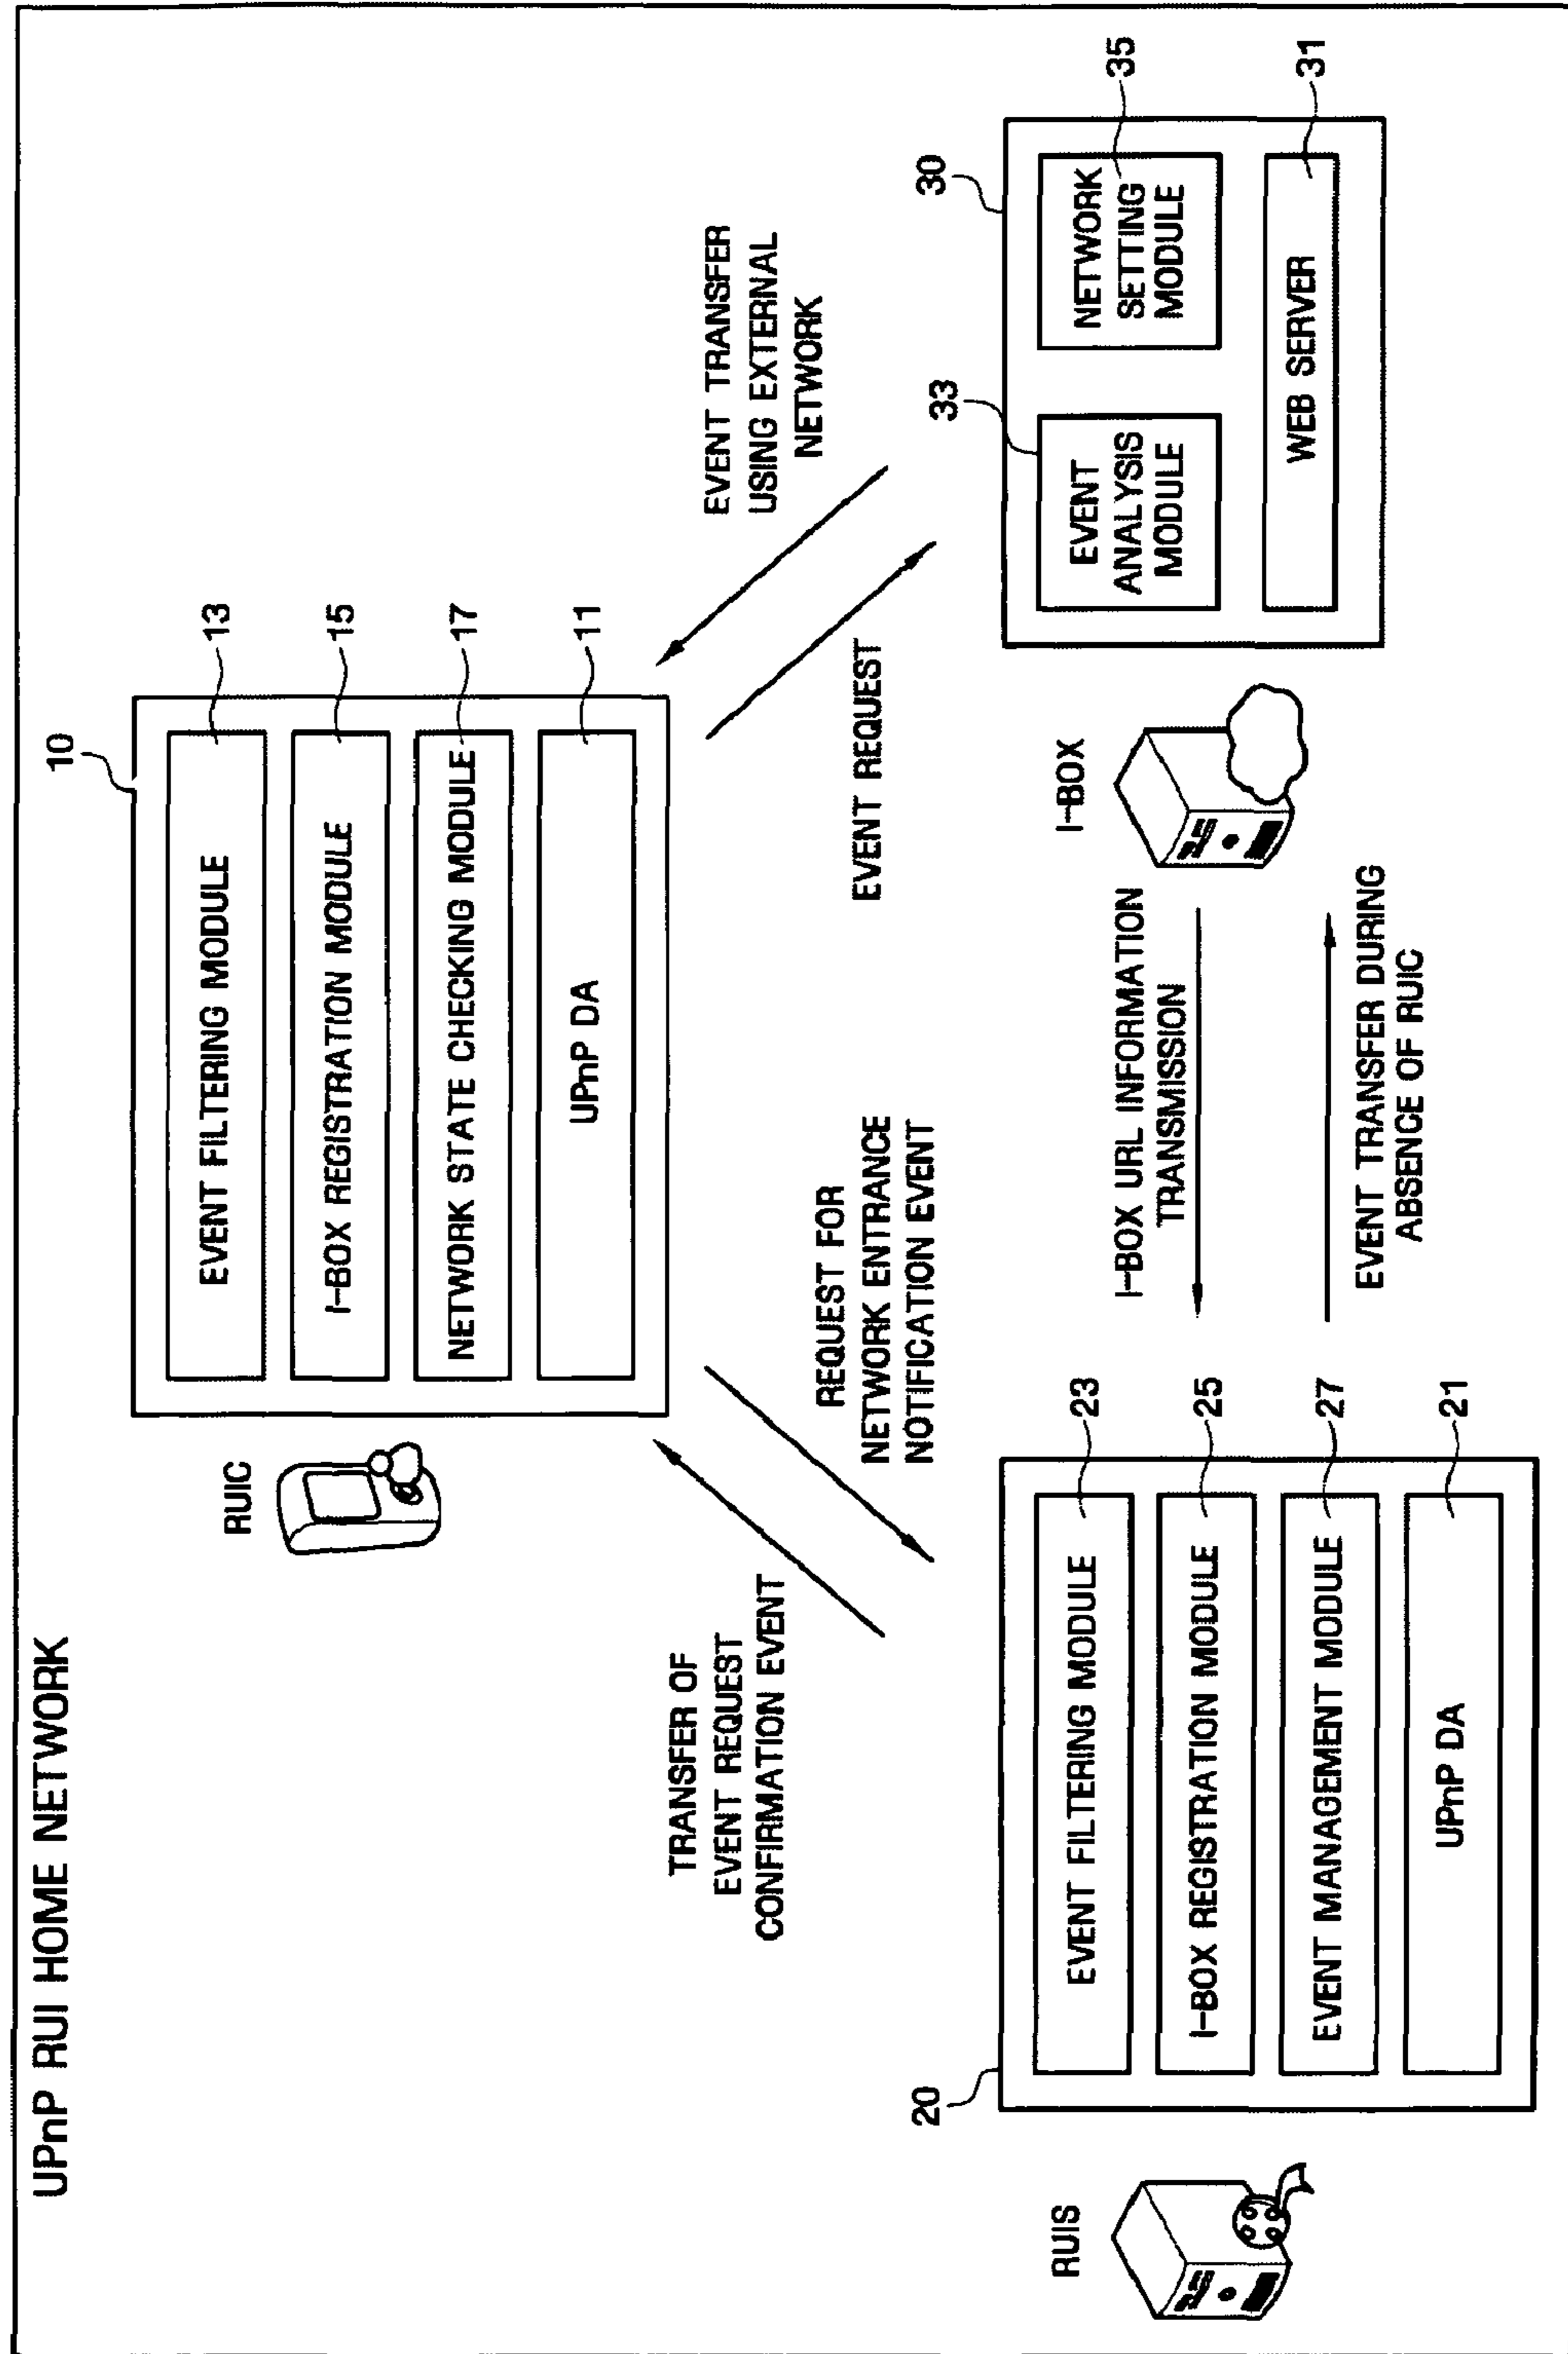 UPnP RUI HOME NETWORK
RUIC
10
EVENT FILTERING MODULE
13
I-BOX REGISTRATION MODULE
15
NETWORK STATE CHECKING MODULE
17
UPnP DA
11
TRANSFER OF
EVENT REQUEST
CONFIRMATION EVENT
REQUEST FOR
NETWORK ENTRANCE
NOTIFICATION EVENT
EVENT REQUEST
EVENT TRANSFER
USING EXTERNAL
NETWORK
RUIS
20
EVENT FILTERING MODULE
23
I-BOX REGISTRATION MODULE
25
EVENT MANAGEMENT MODULE
27
UPnP DA
21
I-BOX URL INFORMATION
TRANSMISSION
EVENT TRANSFER DURING
ABSENCE OF RUIC
I-BOX
30
33
EVENT
ANALYSIS
MODULE
NETWORK
SETTING
MODULE
35
WEB SERVER
31